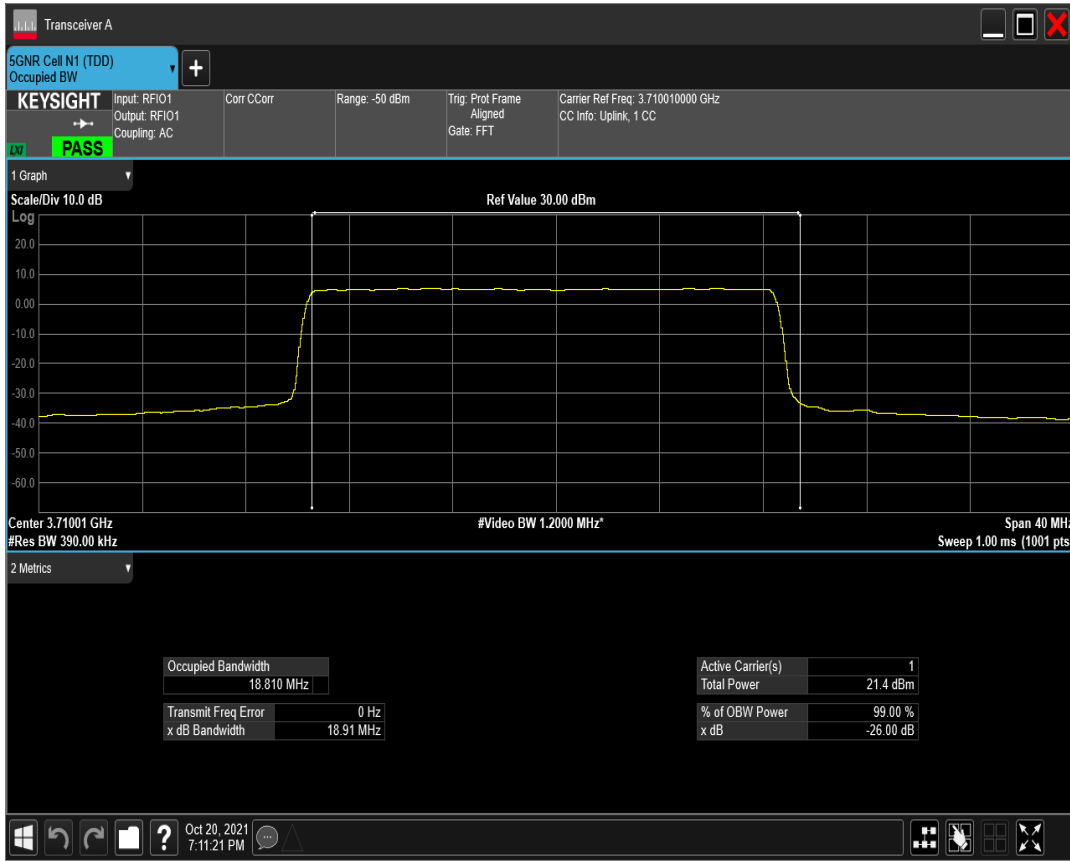 Transceiver A
5GNR Cell N1 (TDD)
Occupied BW
+
KEYSIGHT
LXI
PASS
Input: RFIO1
Output: RFIO1
Coupling: AC
Corr CCorr
Range: -50 dBm
Trig: Prot Frame
Aligned
Gate: FFT
Carrier Ref Freq: 3.710010000 GHz
CC Info: Uplink, 1 CC
1 Graph
Scale/Div 10.0 dB
Ref Value 30.00 dBm
Log
20.0
10.0
0.00
-10.0
-20.0
-30.0
-40.0
-50.0
-60.0
Center 3.71001 GHz
#Video BW 1.2000 MHz*
Span 40 MHz
#Res BW 390.00 kHz
Sweep 1.00 ms (1001 pts
2 Metrics
Occupied Bandwidth
18.810 MHz
Transmit Freq Error 0 Hz
x dB Bandwidth 18.91 MHz
Active Carrier(s) 1
Total Power 21.4 dBm
% of OBW Power 99.00 %
x dB -26.00 dB
?
Oct 20, 2021
7:11:21 PM